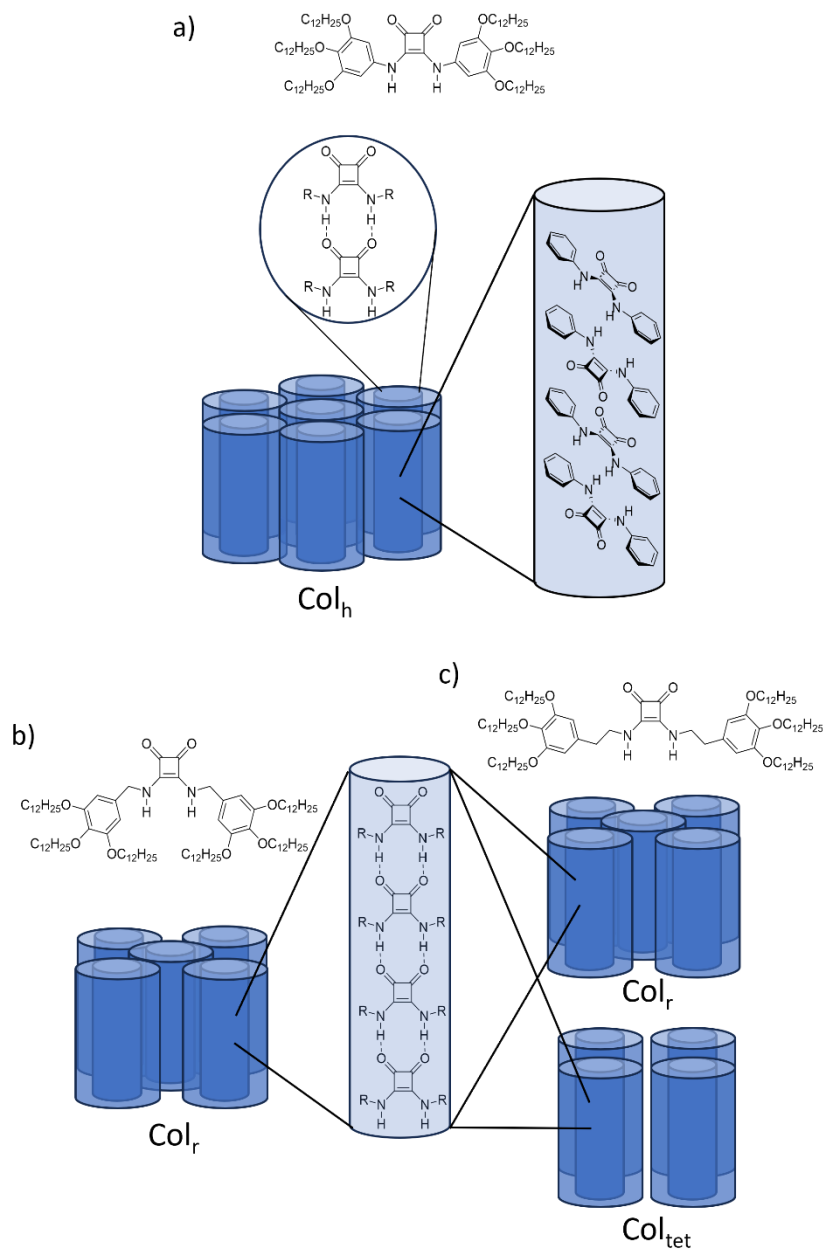 a)
C₁₂H₂₅O O O OC₁₂H₂₅
C₁₂H₂₅O N N OC₁₂H₂₅
C₁₂H₂₅O H H OC₁₂H₂₅
O O
R N N R
H H
O O
R N N R
H H
N H O
O
N H
H N
O H N
O
N H O
O
N H
H N
O H N
O
Colₕ
b)
O O
N N
H H
C₁₂H₂₅O OC₁₂H₂₅
C₁₂H₂₅O OC₁₂H₂₅
OC₁₂H₂₅ C₁₂H₂₅O
Colᵣ
O O
R N N R
H H
O O
R N N R
H H
O O
R N N R
H H
O O
R N N R
H H
c)
C₁₂H₂₅O O O OC₁₂H₂₅
C₁₂H₂₅O N N OC₁₂H₂₅
C₁₂H₂₅O H H OC₁₂H₂₅
Colᵣ
Colₜₑₜ